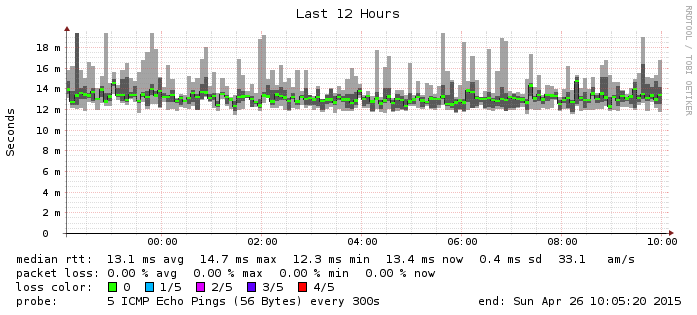 Last 12 Hours
RRDTOOL / TOBI OETIKER
Seconds
18 m
16 m
14 m
12 m
10 m
8 m
6 m
4 m
2 m
0
00:00 02:00 04:00 06:00 08:00 10:00
median rtt: 13.1 ms avg 14.7 ms max 12.3 ms min 13.4 ms now 0.4 ms sd 33.1 am/s
packet loss: 0.00 % avg 0.00 % max 0.00 % min 0.00 % now
loss color: 0 1/5 2/5 3/5 4/5
probe: 5 ICMP Echo Pings (56 Bytes) every 300s end: Sun Apr 26 10:05:20 2015